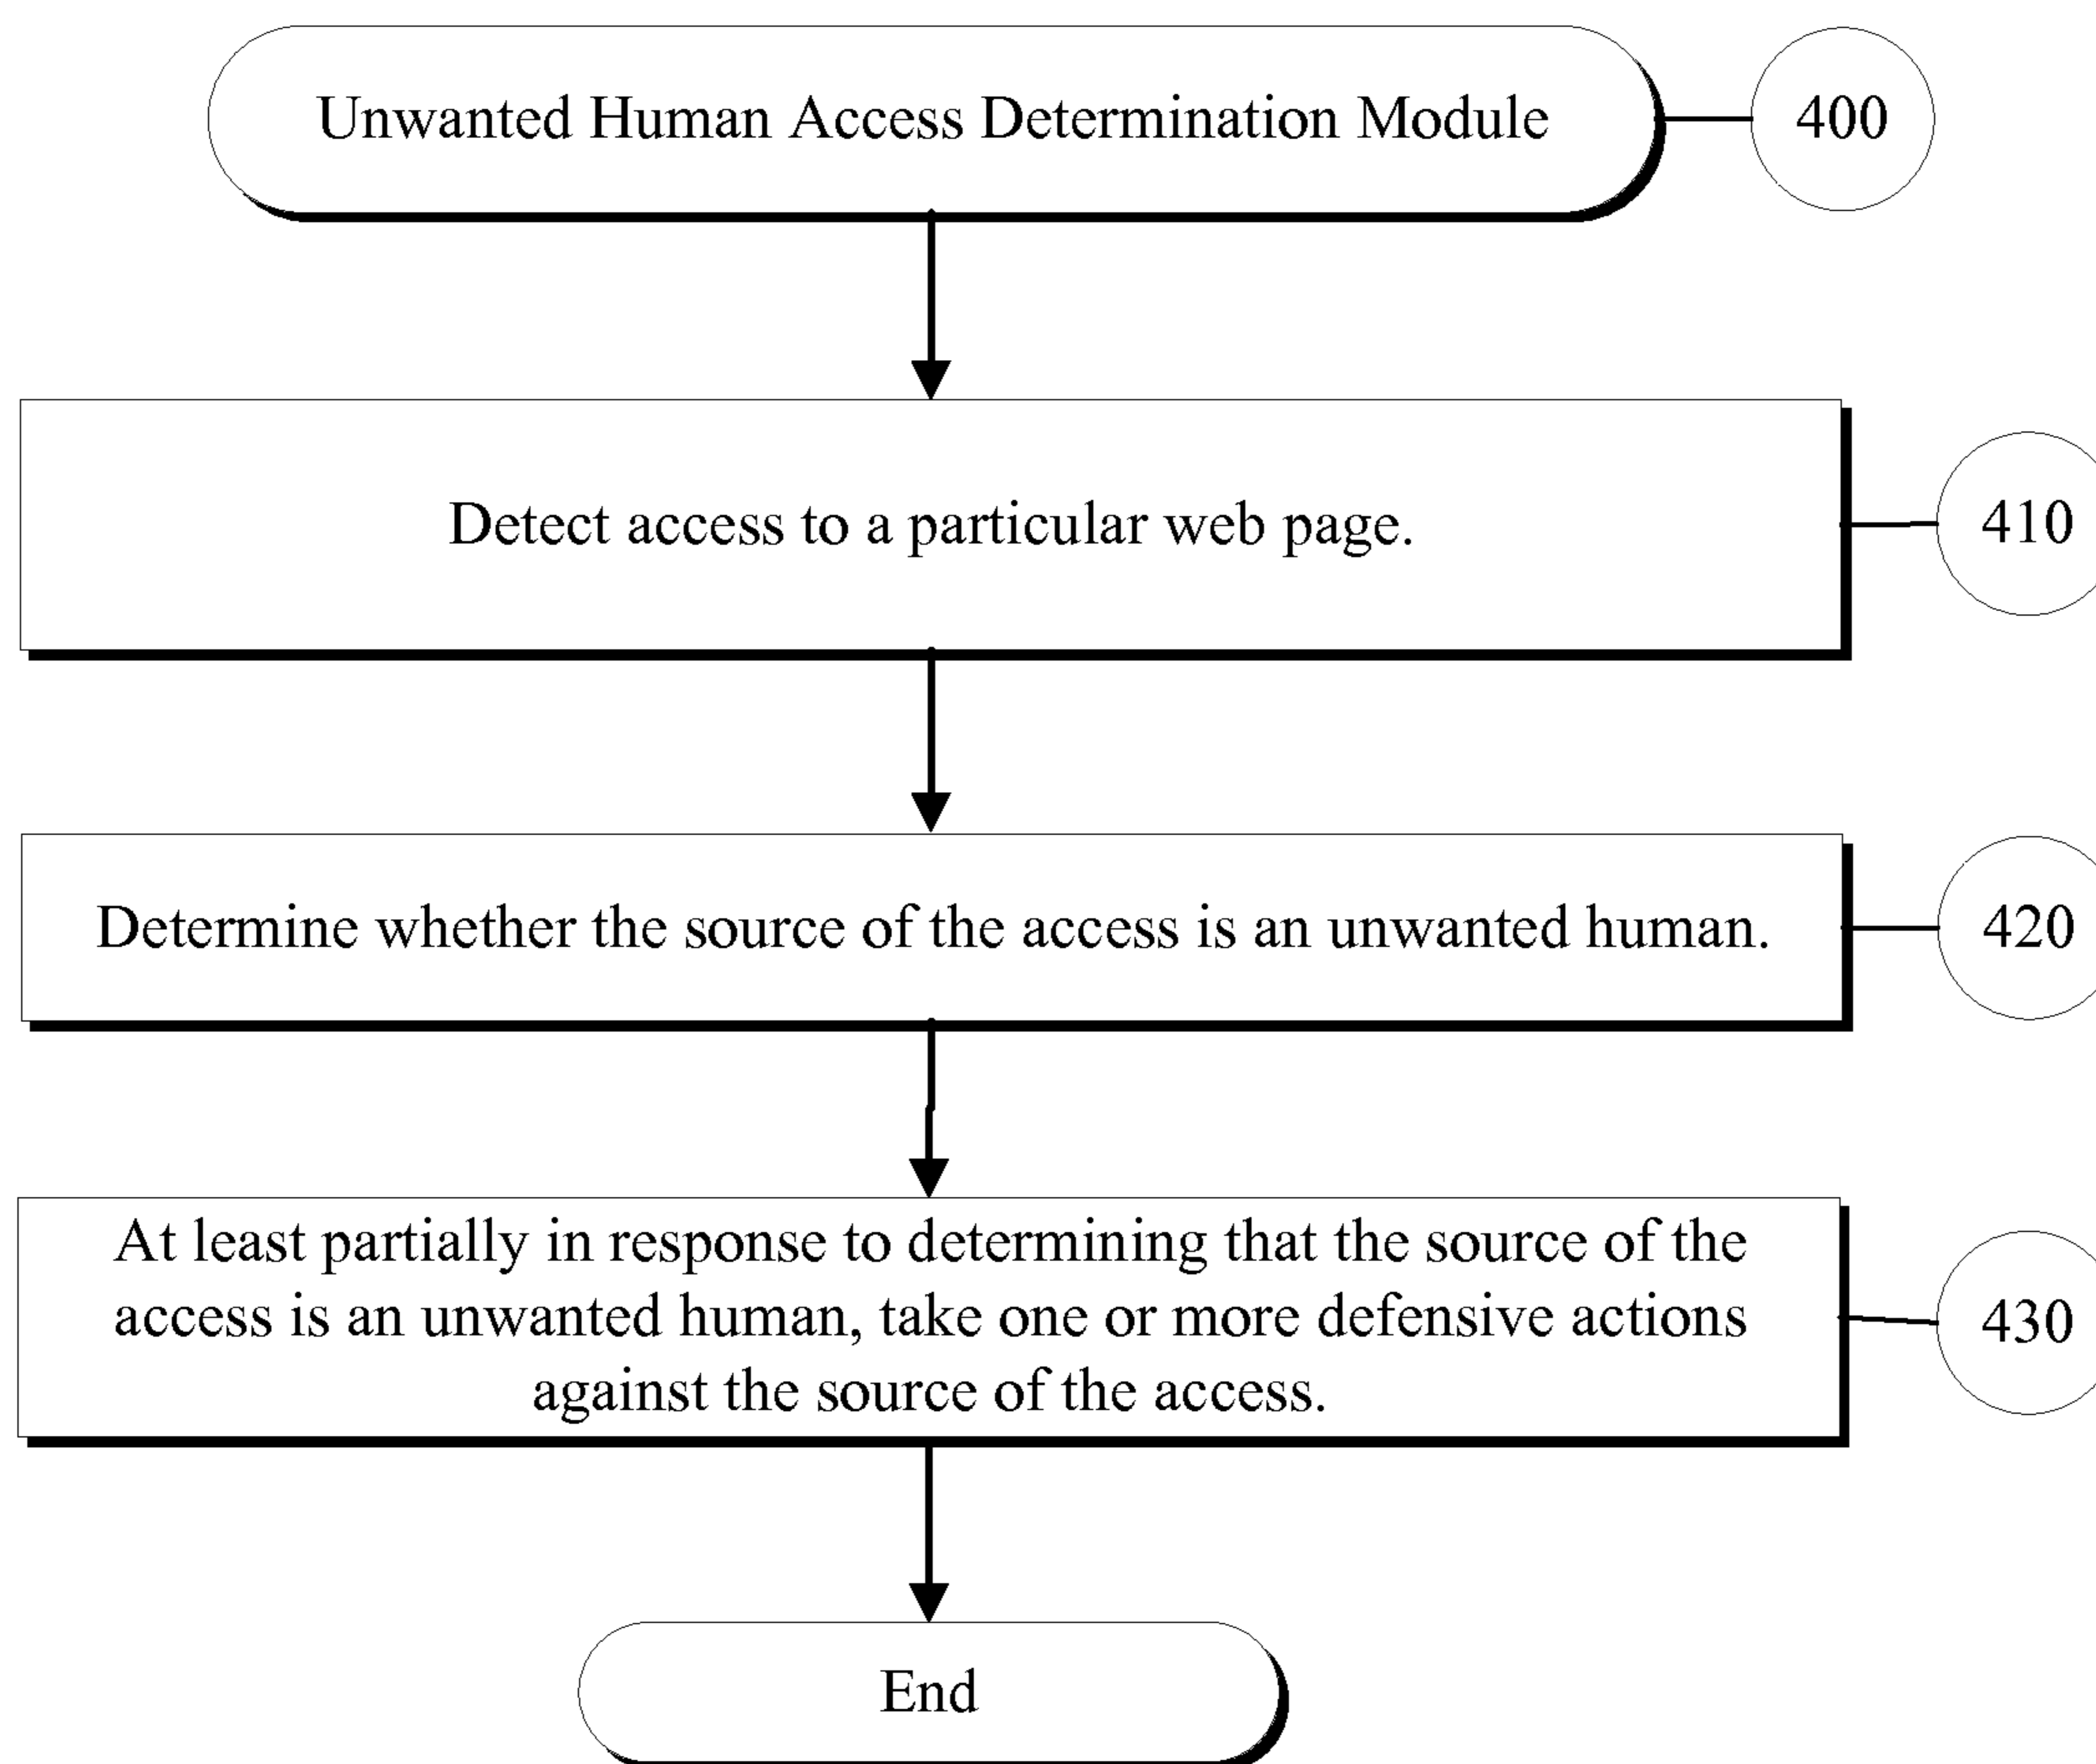 Unwanted Human Access Determination Module
400
Detect access to a particular web page.
410
Determine whether the source of the access is an unwanted human.
420
At least partially in response to determining that the source of the
access is an unwanted human, take one or more defensive actions
against the source of the access.
430
End